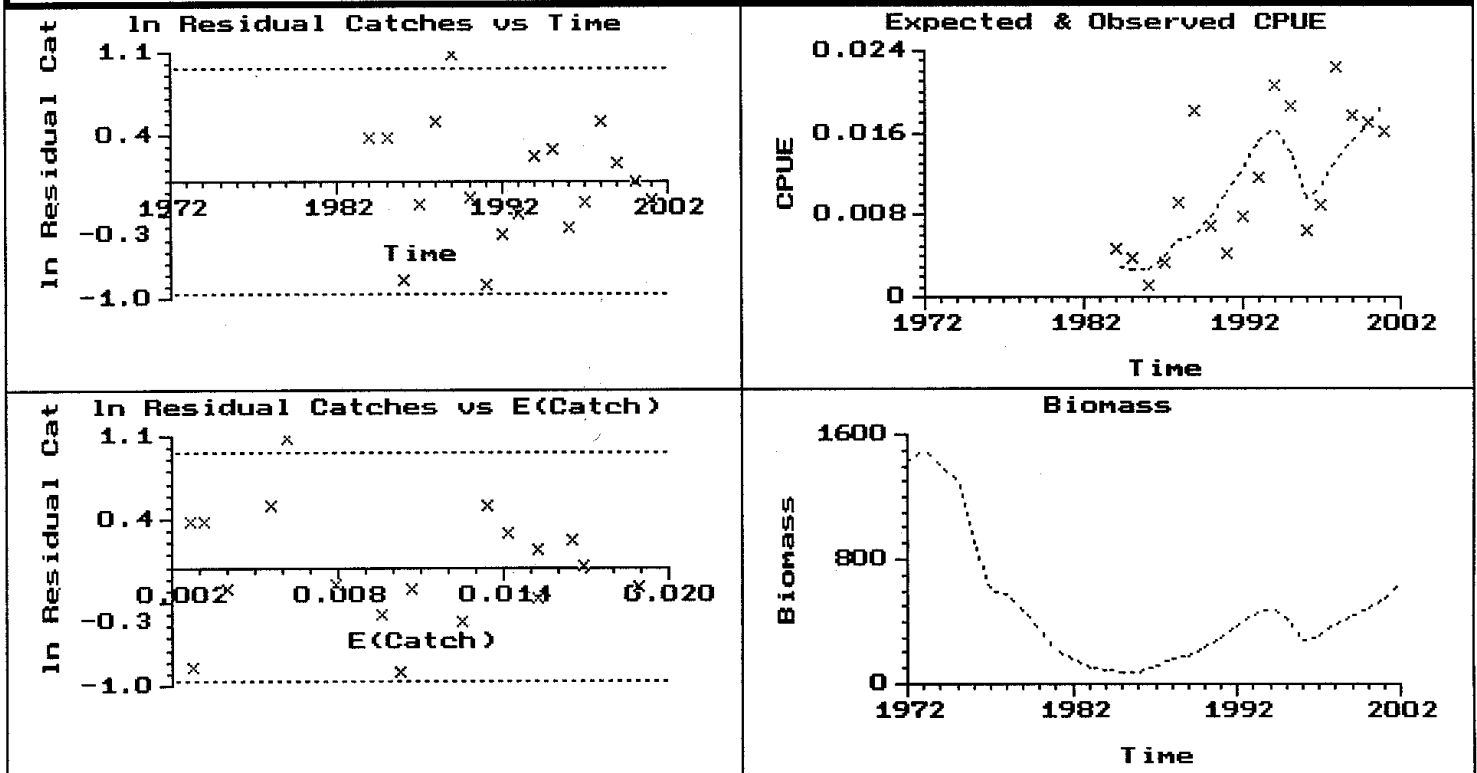 ln Residual Catches vs Time
ln Residual Cat
1.1
0.4
-0.3
-1.0
1972
1982
1992
2002
Time
Expected & Observed CPUE
CPUE
0.024
0.016
0.008
0
1972
1982
1992
2002
Time
ln Residual Catches vs E(Catch)
ln Residual Cat
1.1
0.4
-0.3
-1.0
0.002
0.008
0.014
0.020
E(Catch)
Biomass
Biomass
1600
800
0
1972
1982
1992
2002
Time